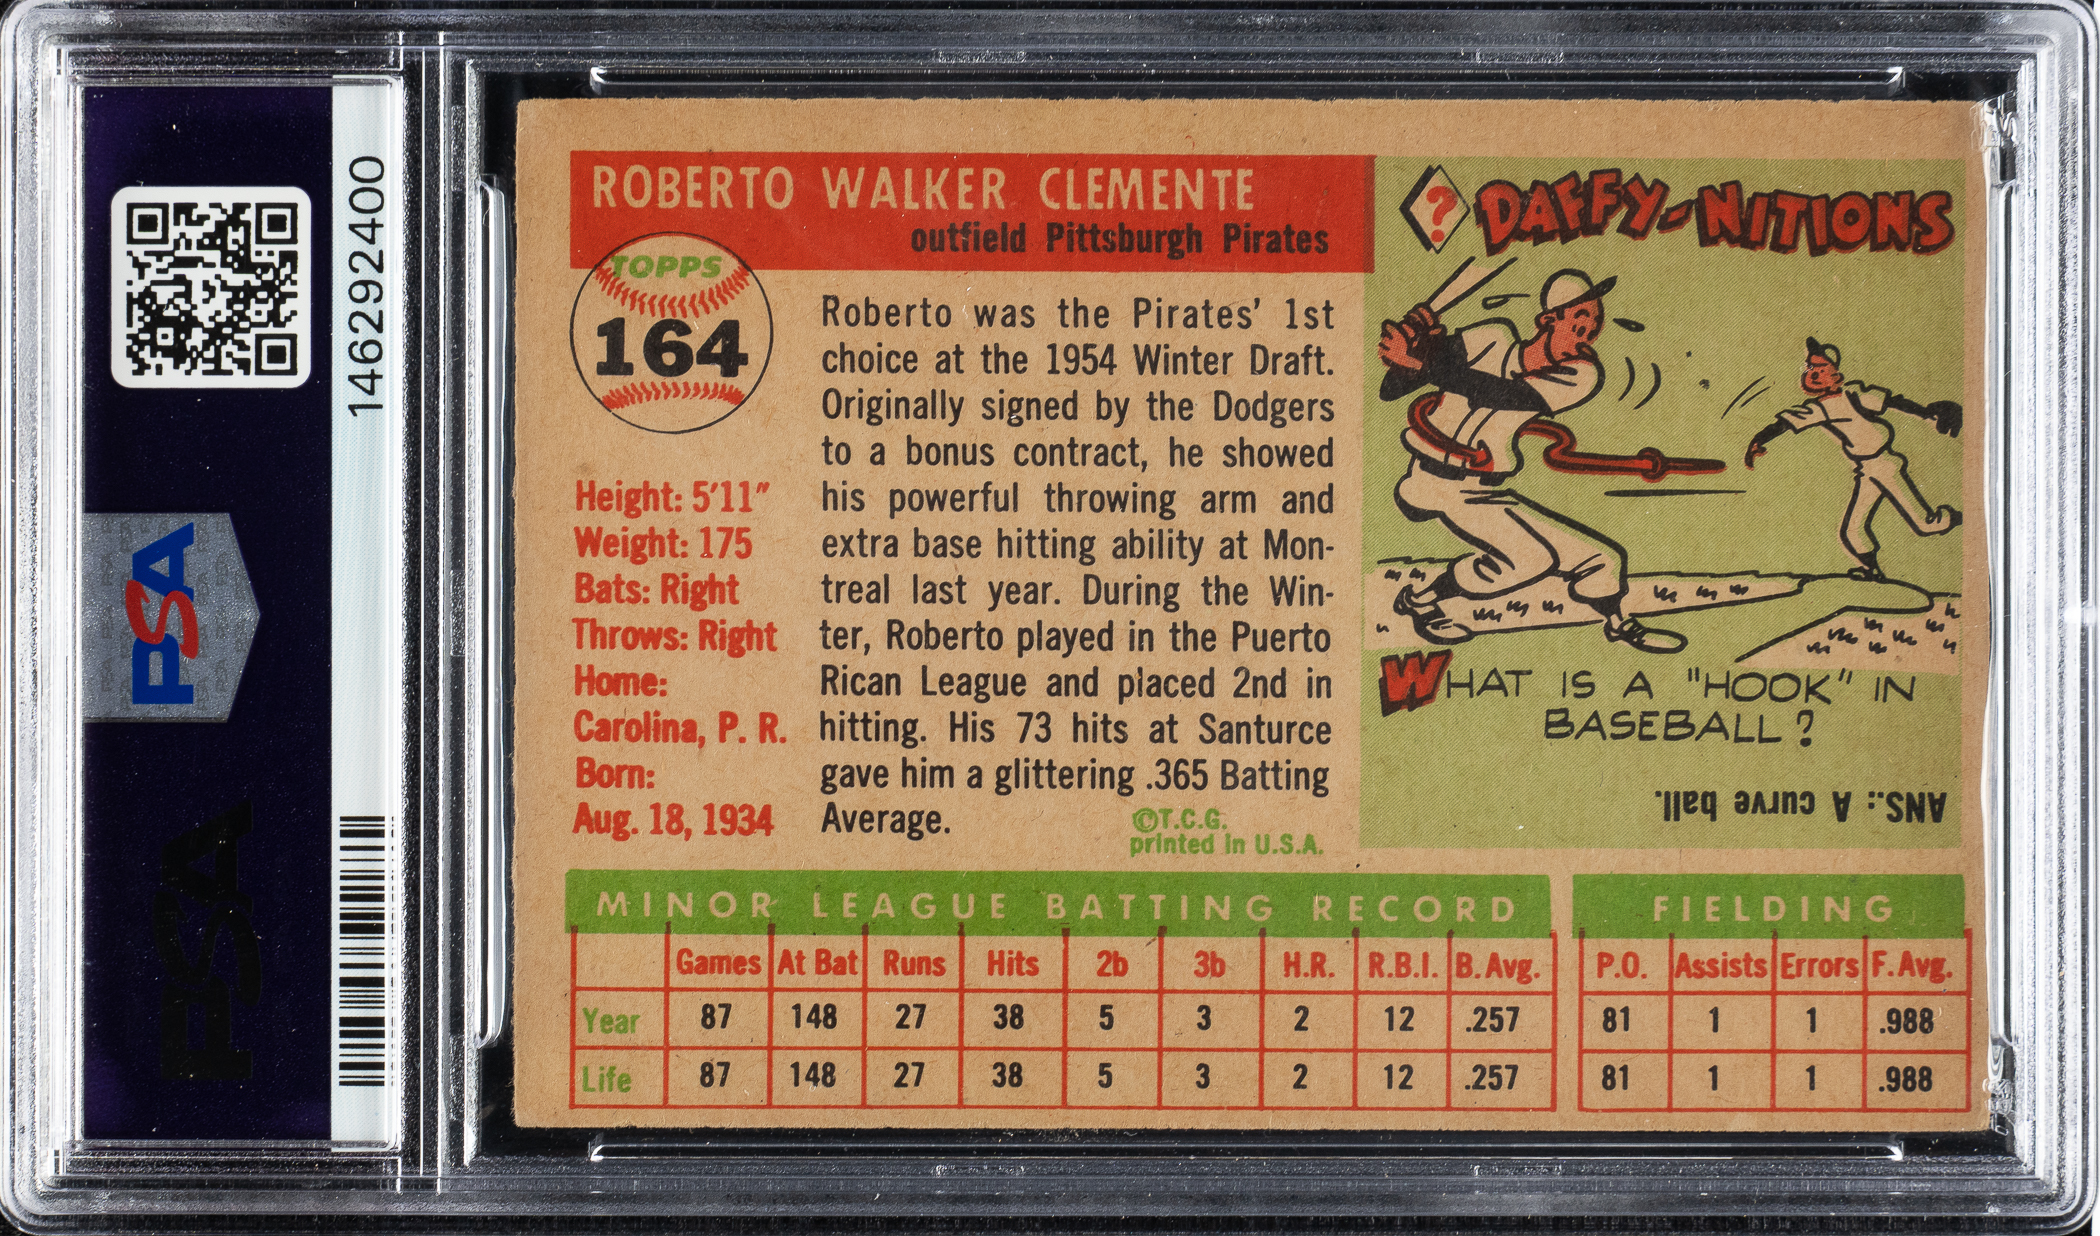 146292400
PSA
PSA
ROBERTO WALKER CLEMENTE
outfield Pittsburgh Pirates
TOPPS
164
Height: 5'11"
Weight: 175
Bats: Right
Throws: Right
Home:
Carolina, P. R.
Born:
Aug. 18, 1934
Roberto was the Pirates' 1st
choice at the 1954 Winter Draft.
Originally signed by the Dodgers
to a bonus contract, he showed
his powerful throwing arm and
extra base hitting ability at Mon-
treal last year. During the Win-
ter, Roberto played in the Puerto
Rican League and placed 2nd in
hitting. His 73 hits at Santurce
gave him a glittering .365 Batting
Average.
©T.C.G.
printed in U.S.A.
? DAFFY-NITIONS
WHAT IS A "HOOK" IN
BASEBALL?
ANS.: A curve ball.
MINOR LEAGUE BATTING RECORD
Games At Bat Runs Hits 2b 3b H.R. R.B.I. B. Avg.
Year 87 148 27 38 5 3 2 12 .257
Life 87 148 27 38 5 3 2 12 .257
FIELDING
P.O. Assists Errors F. Avg.
81 1 1 .988
81 1 1 .988